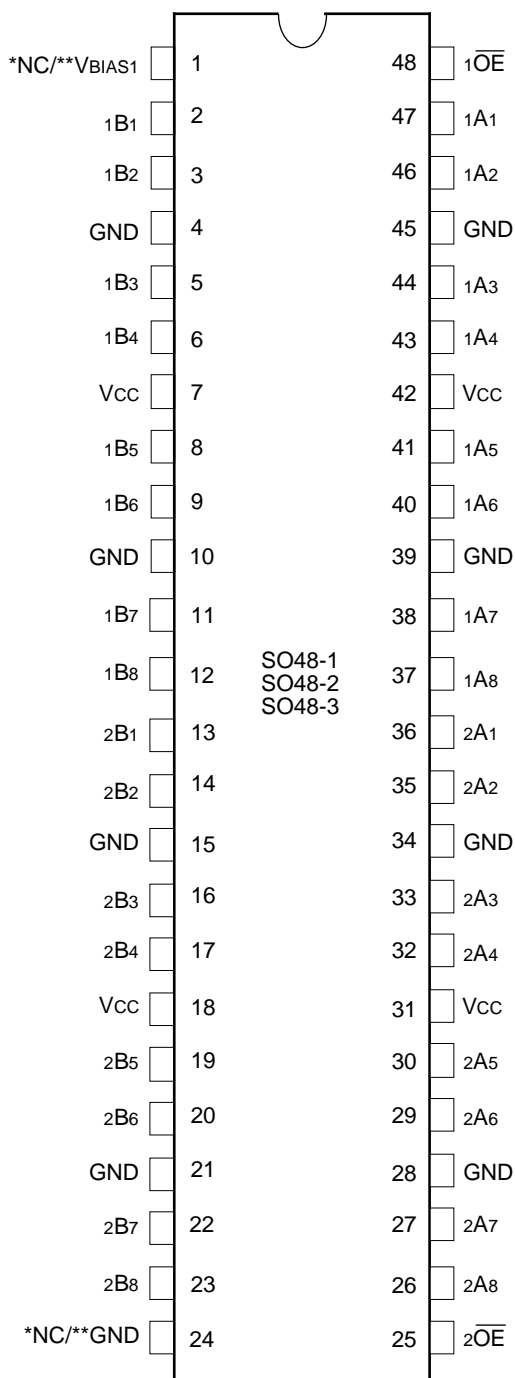 *NC/**VBIAS1 1 48 1O̅E̅
1B1 2 47 1A1
1B2 3 46 1A2
GND 4 45 GND
1B3 5 44 1A3
1B4 6 43 1A4
VCC 7 42 VCC
1B5 8 41 1A5
1B6 9 40 1A6
GND 10 39 GND
1B7 11 38 1A7
SO48-1
1B8 12 SO48-2 37 1A8
SO48-3
2B1 13 36 2A1
2B2 14 35 2A2
GND 15 34 GND
2B3 16 33 2A3
2B4 17 32 2A4
VCC 18 31 VCC
2B5 19 30 2A5
2B6 20 29 2A6
GND 21 28 GND
2B7 22 27 2A7
2B8 23 26 2A8
*NC/**GND 24 25 2O̅E̅